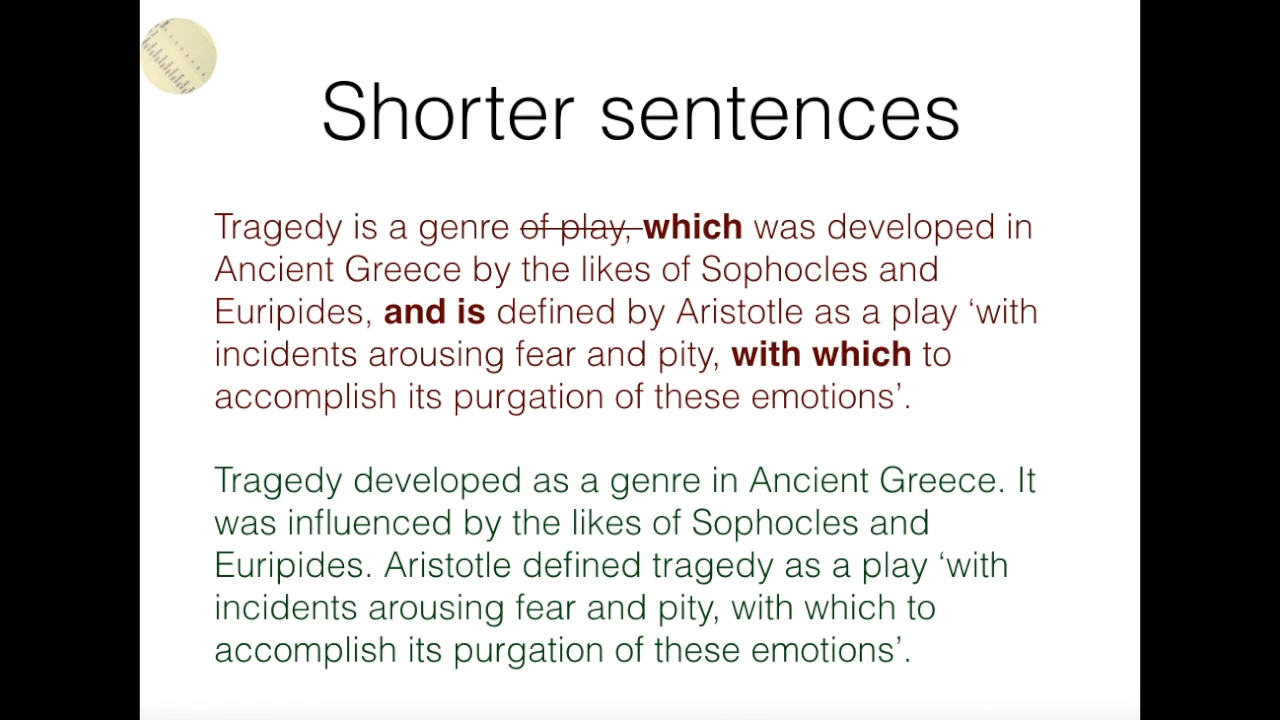 Shorter sentences
Tragedy is a genre of play, which was developed in
Ancient Greece by the likes of Sophocles and
Euripides, and is defined by Aristotle as a play ‘with
incidents arousing fear and pity, with which to
accomplish its purgation of these emotions’.
Tragedy developed as a genre in Ancient Greece. It
was influenced by the likes of Sophocles and
Euripides. Aristotle defined tragedy as a play ‘with
incidents arousing fear and pity, with which to
accomplish its purgation of these emotions’.